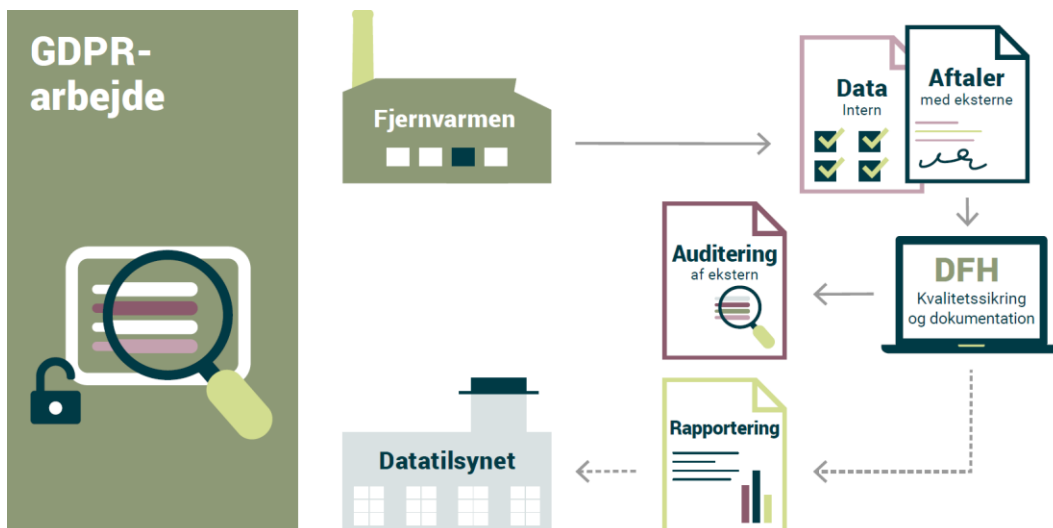 GDPR-
arbejde
Fjernvarmen
Data
Intern
Aftaler
med eksterne
DFH
Kvalitetssikring
og dokumentation
Auditering
af ekstern
Rapportering
Datatilsynet